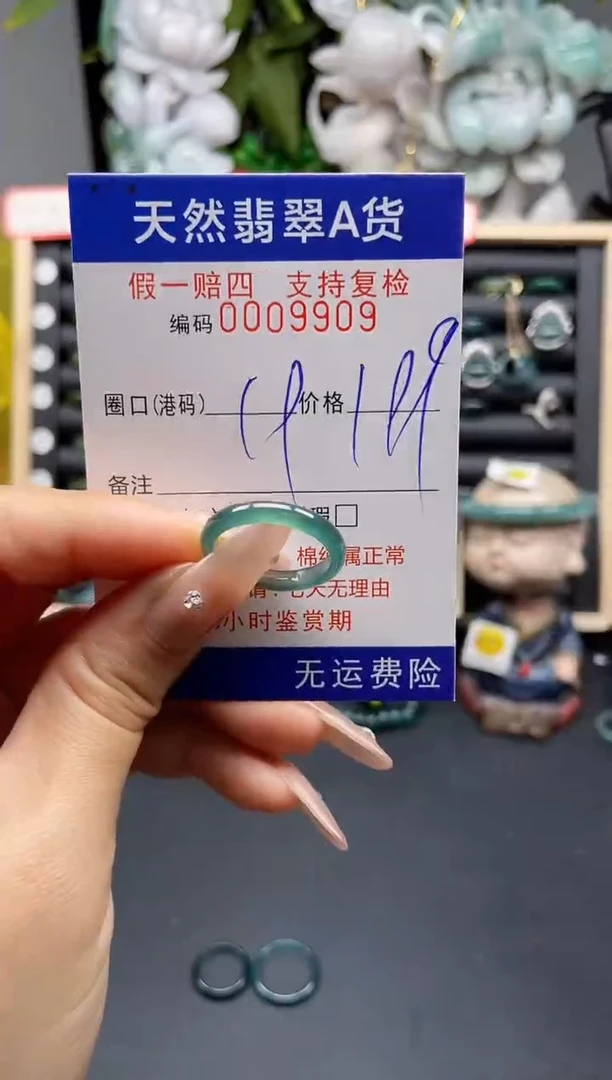 天然翡翠A货
假一赔四 支持复检
编码0009909
圈口(港码) 价格
备注
瑕□
棉 属正常
七天无理由
小时鉴赏期
无运费险